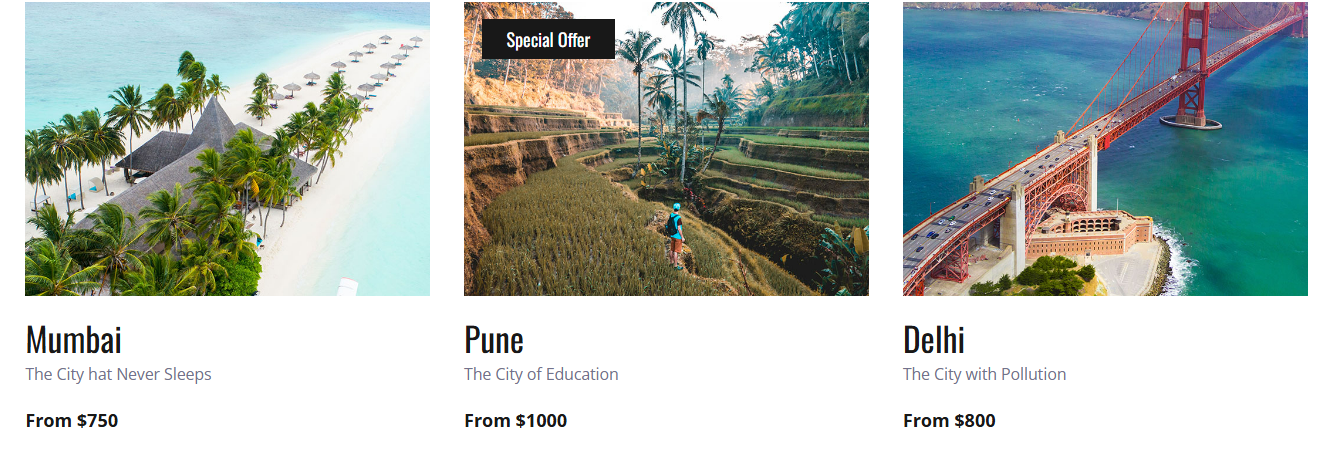 Special Offer
Mumbai
The City hat Never Sleeps
From $750
Pune
The City of Education
From $1000
Delhi
The City with Pollution
From $800